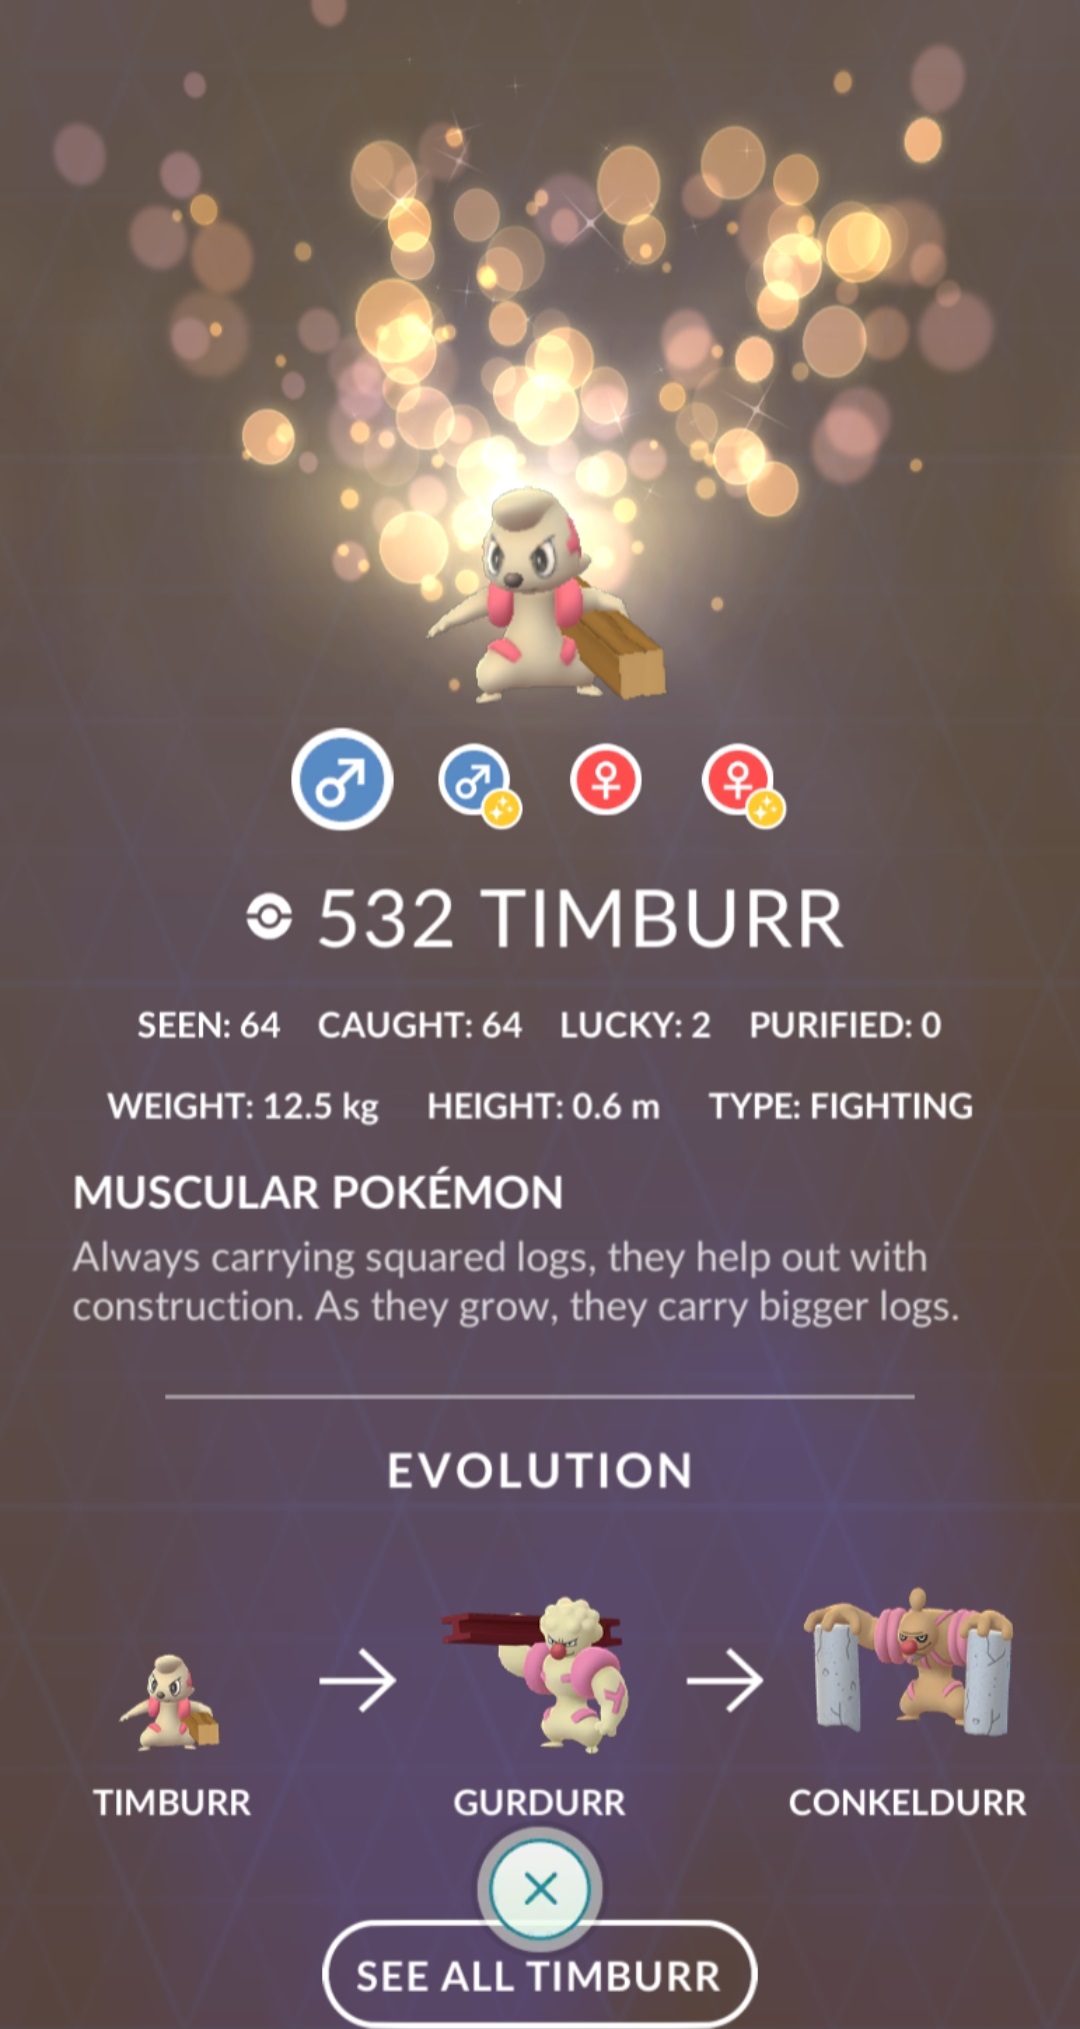 532 TIMBURR
SEEN: 64 CAUGHT: 64 LUCKY: 2 PURIFIED: 0
WEIGHT: 12.5 kg HEIGHT: 0.6 m TYPE: FIGHTING
MUSCULAR POKÉMON
Always carrying squared logs, they help out with
construction. As they grow, they carry bigger logs.
EVOLUTION
TIMBURR GURDURR CONKELDURR
SEE ALL TIMBURR